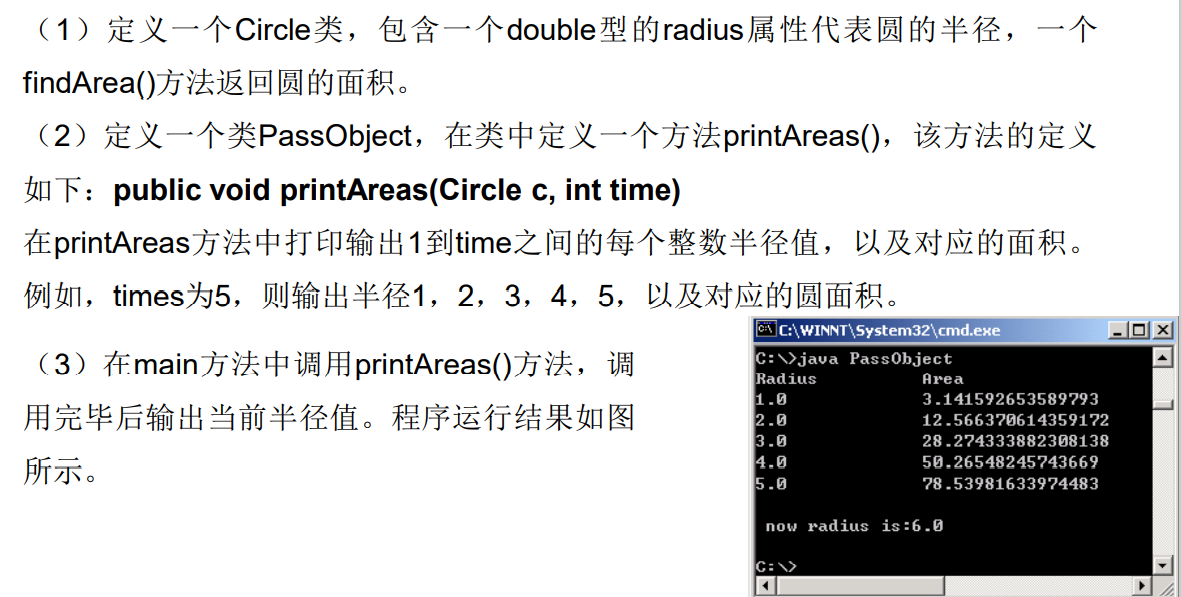 （1）定义一个Circle类，包含一个double型的radius属性代表圆的半径，一个
findArea()方法返回圆的面积。
（2）定义一个类PassObject，在类中定义一个方法printAreas()，该方法的定义
如下：public void printAreas(Circle c, int time)
在printAreas方法中打印输出1到time之间的每个整数半径值，以及对应的面积。
例如，times为5，则输出半径1，2，3，4，5，以及对应的圆面积。
（3）在main方法中调用printAreas()方法，调
用完毕后输出当前半径值。程序运行结果如图
所示。
C:\WINNT\System32\cmd.exe
C:\>java PassObject
Radius Area
1.0 3.141592653589793
2.0 12.566370614359172
3.0 28.274333882308138
4.0 50.26548245743669
5.0 78.53981633974483
now radius is:6.0
C:\>